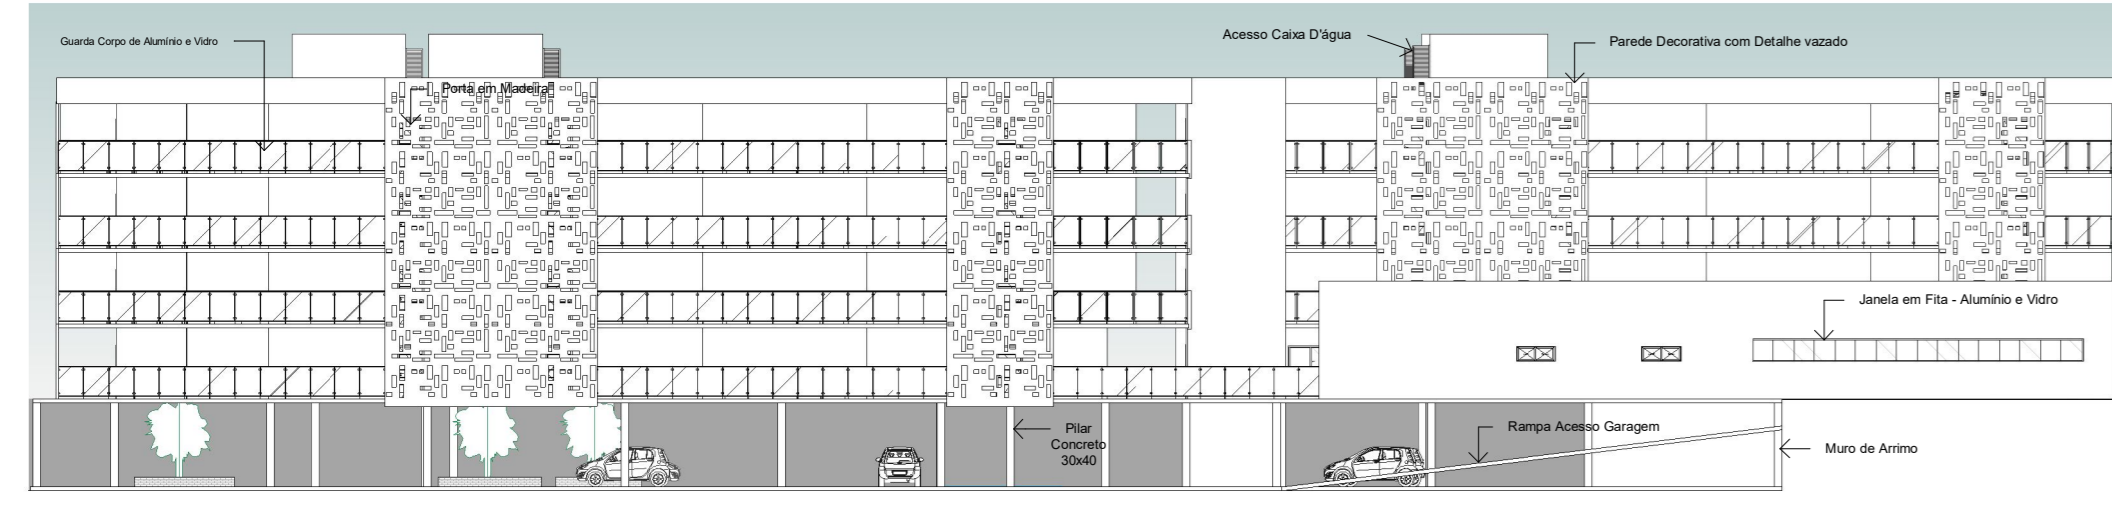 Guarda Corpo de Alumínio e Vidro
Acesso Caixa D'água
Parede Decorativa com Detalhe vazado
Porta em Madeira
Janela em Fita - Alumínio e Vidro
Pilar
Concreto
30x40
Rampa Acesso Garagem
Muro de Arrimo